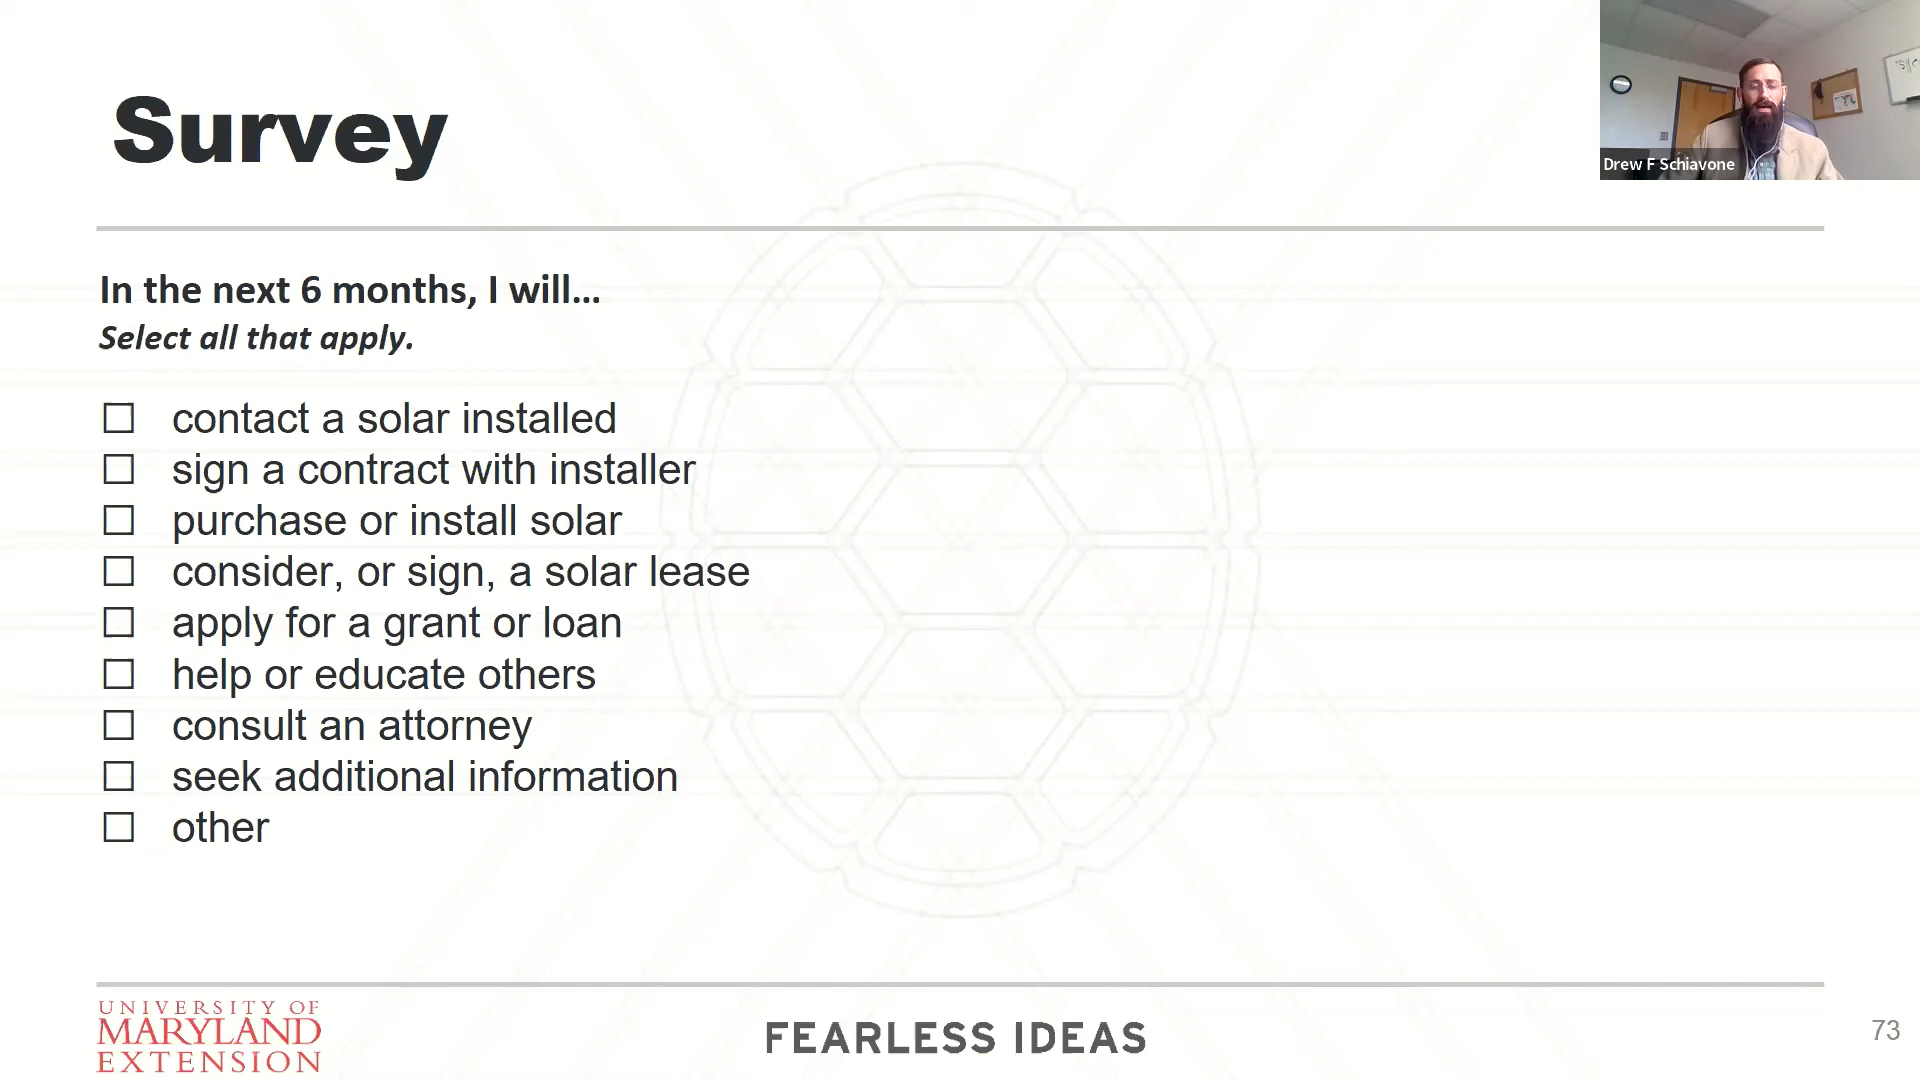 Survey
Drew F Schiavone
In the next 6 months, I will...
Select all that apply.
☐ contact a solar installed
☐ sign a contract with installer
☐ purchase or install solar
☐ consider, or sign, a solar lease
☐ apply for a grant or loan
☐ help or educate others
☐ consult an attorney
☐ seek additional information
☐ other
UNIVERSITY OF
MARYLAND
EXTENSION
FEARLESS IDEAS
73